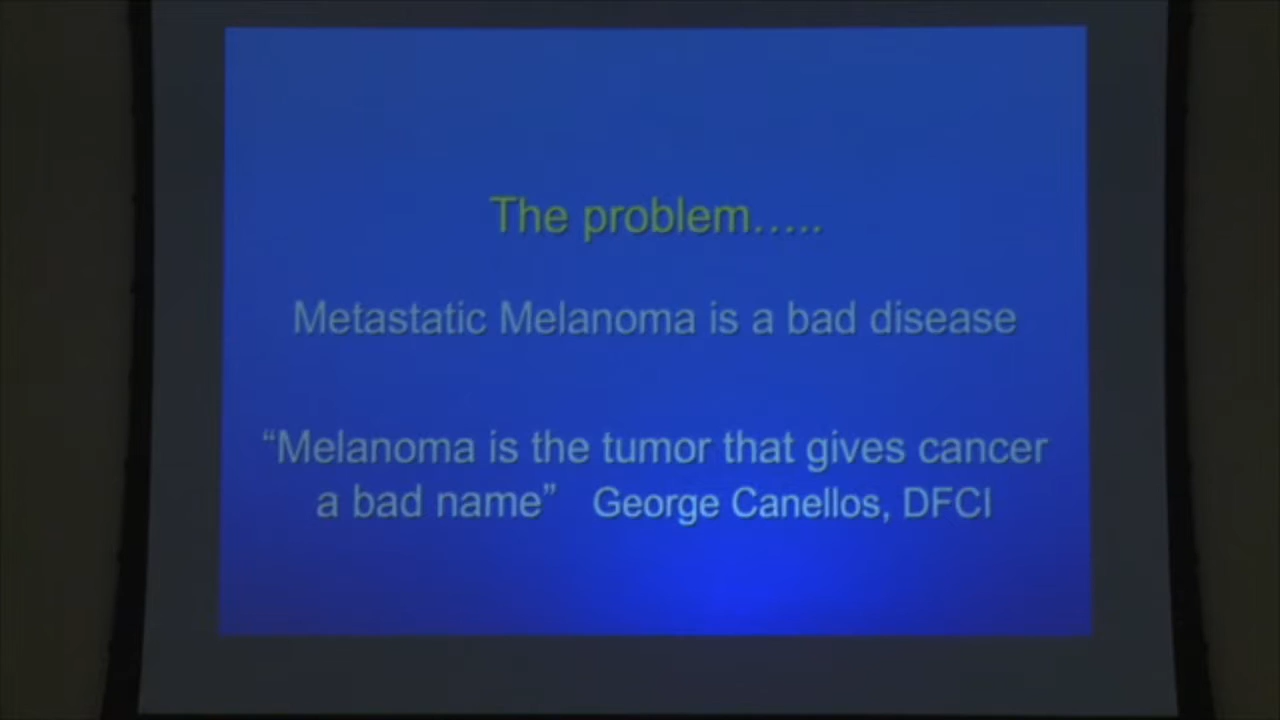 The problem.....
Metastatic Melanoma is a bad disease
“Melanoma is the tumor that gives cancer
a bad name” George Canellos, DFCI